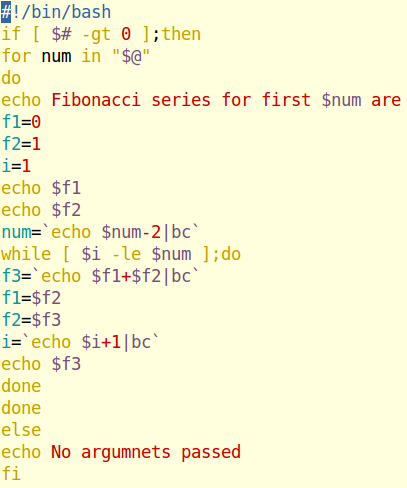 #!/bin/bash
if [ $# -gt 0 ];then
for num in "$@"
do
echo Fibonacci series for first $num are
f1=0
f2=1
i=1
echo $f1
echo $f2
num=`echo $num-2|bc`
while [ $i -le $num ];do
f3=`echo $f1+$f2|bc`
f1=$f2
f2=$f3
i=`echo $i+1|bc`
echo $f3
done
done
else
echo No argumnets passed
fi